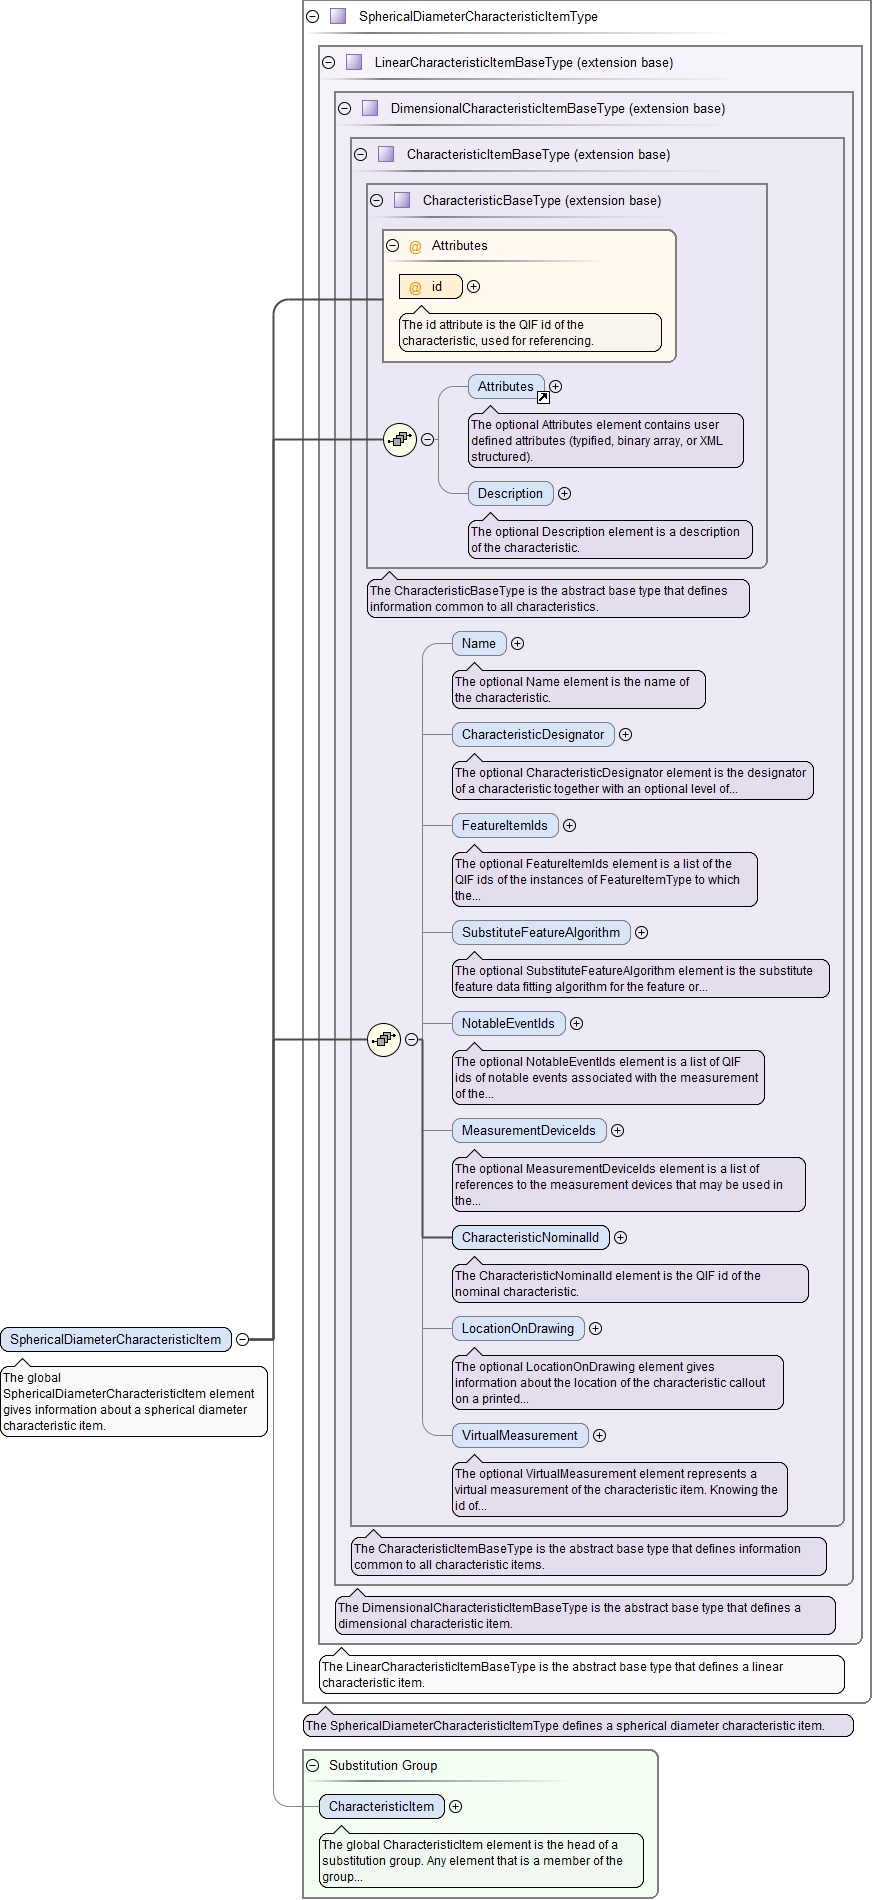 SphericalDiameterCharacteristicItemType
LinearCharacteristicItemBaseType (extension base)
DimensionalCharacteristicItemBaseType (extension base)
CharacteristicItemBaseType (extension base)
CharacteristicBaseType (extension base)
@ Attributes
@ id
The id attribute is the QIF id of the
characteristic, used for referencing.
Attributes
The optional Attributes element contains user
defined attributes (typified, binary array, or XML
structured).
Description
The optional Description element is a description
of the characteristic.
The CharacteristicBaseType is the abstract base type that defines
information common to all characteristics.
Name
The optional Name element is the name of
the characteristic.
CharacteristicDesignator
The optional CharacteristicDesignator element is the designator
of a characteristic together with an optional level of...
FeatureItemIds
The optional FeatureItemIds element is a list of the
QIF ids of the instances of FeatureItemType to which
the...
SubstituteFeatureAlgorithm
The optional SubstituteFeatureAlgorithm element is the substitute
feature data fitting algorithm for the feature or...
NotableEventIds
The optional NotableEventIds element is a list of QIF
ids of notable events associated with the measurement
of the...
MeasurementDeviceIds
The optional MeasurementDeviceIds element is a list of
references to the measurement devices that may be used in
the...
CharacteristicNominalId
The CharacteristicNominalId element is the QIF id of the
nominal characteristic.
LocationOnDrawing
The optional LocationOnDrawing element gives
information about the location of the characteristic callout
on a printed...
VirtualMeasurement
The optional VirtualMeasurement element represents a
virtual measurement of the characteristic item. Knowing the
id of...
The CharacteristicItemBaseType is the abstract base type that defines information
common to all characteristic items.
The DimensionalCharacteristicItemBaseType is the abstract base type that defines a
dimensional characteristic item.
The LinearCharacteristicItemBaseType is the abstract base type that defines a linear
characteristic item.
The SphericalDiameterCharacteristicItemType defines a spherical diameter characteristic item.
SphericalDiameterCharacteristicItem
The global
SphericalDiameterCharacteristicItem element
gives information about a spherical diameter
characteristic item.
Substitution Group
CharacteristicItem
The global CharacteristicItem element is the head of a
substitution group. Any element that is a member of the
group...